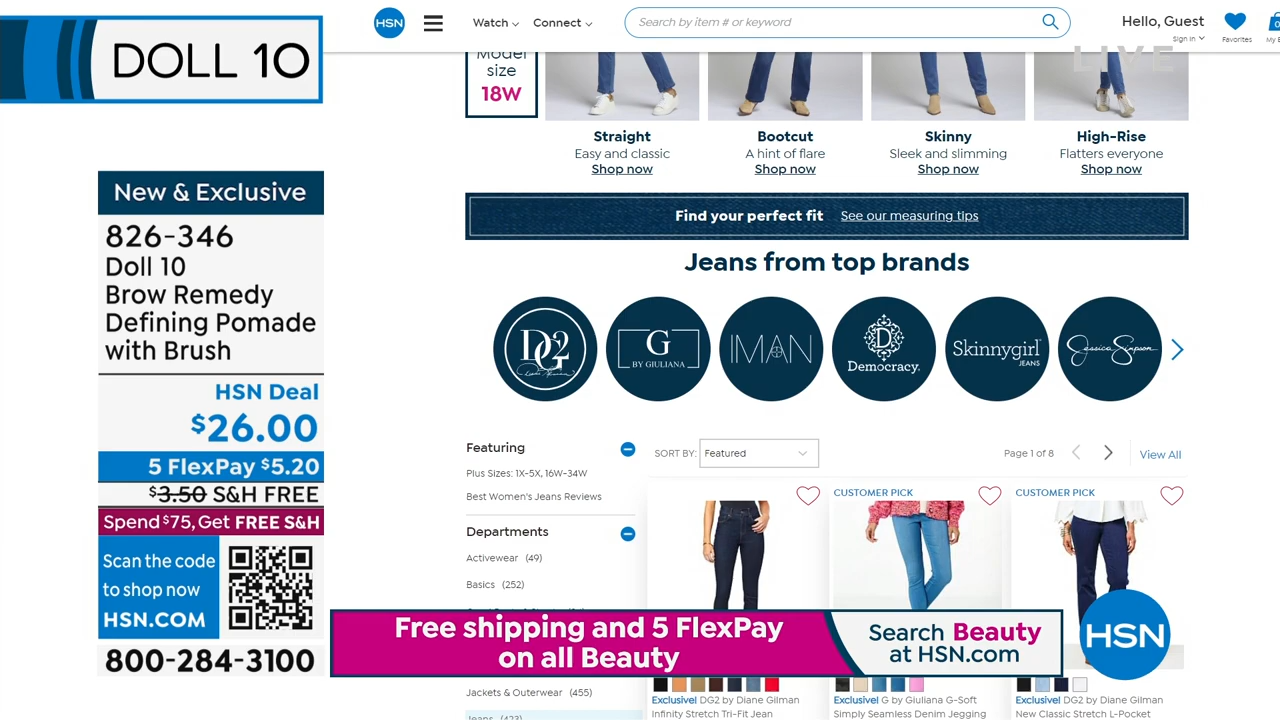 DOLL 10
HSN
Watch
Connect
Search by item # or keyword
Hello, Guest
Sign In
Favorites
0
My
LIVE
Model
size
18W
Straight
Easy and classic
Shop now
Bootcut
A hint of flare
Shop now
Skinny
Sleek and slimming
Shop now
High-Rise
Flatters everyone
Shop now
Find your perfect fit See our measuring tips
Jeans from top brands
DG2
G
BY GIULIANA
IMAN
Democracy.
Skinnygirl
JEANS
Jessica Simpson
New & Exclusive
826-346
Doll 10
Brow Remedy
Defining Pomade
with Brush
HSN Deal
$26.00
5 FlexPay $5.20
$3.50 S&H FREE
Spend $75, Get FREE S&H
Scan the code
to shop now
HSN.COM
800-284-3100
Featuring
Plus Sizes: 1X-5X, 16W-34W
Best Women's Jeans Reviews
Departments
Activewear (49)
Basics (252)
Jackets & Outerwear (455)
Jeans (423)
SORT BY: Featured
Page 1 of 8
View All
CUSTOMER PICK
CUSTOMER PICK
Free shipping and 5 FlexPay
on all Beauty
Search Beauty
at HSN.com
HSN
Exclusive! DG2 by Diane Gilman
Infinity Stretch Tri-Fit Jean
Exclusive! G by Giuliana G-Soft
Simply Seamless Denim Jegging
Exclusive! DG2 by Diane Gilman
New Classic Stretch L-Pocket